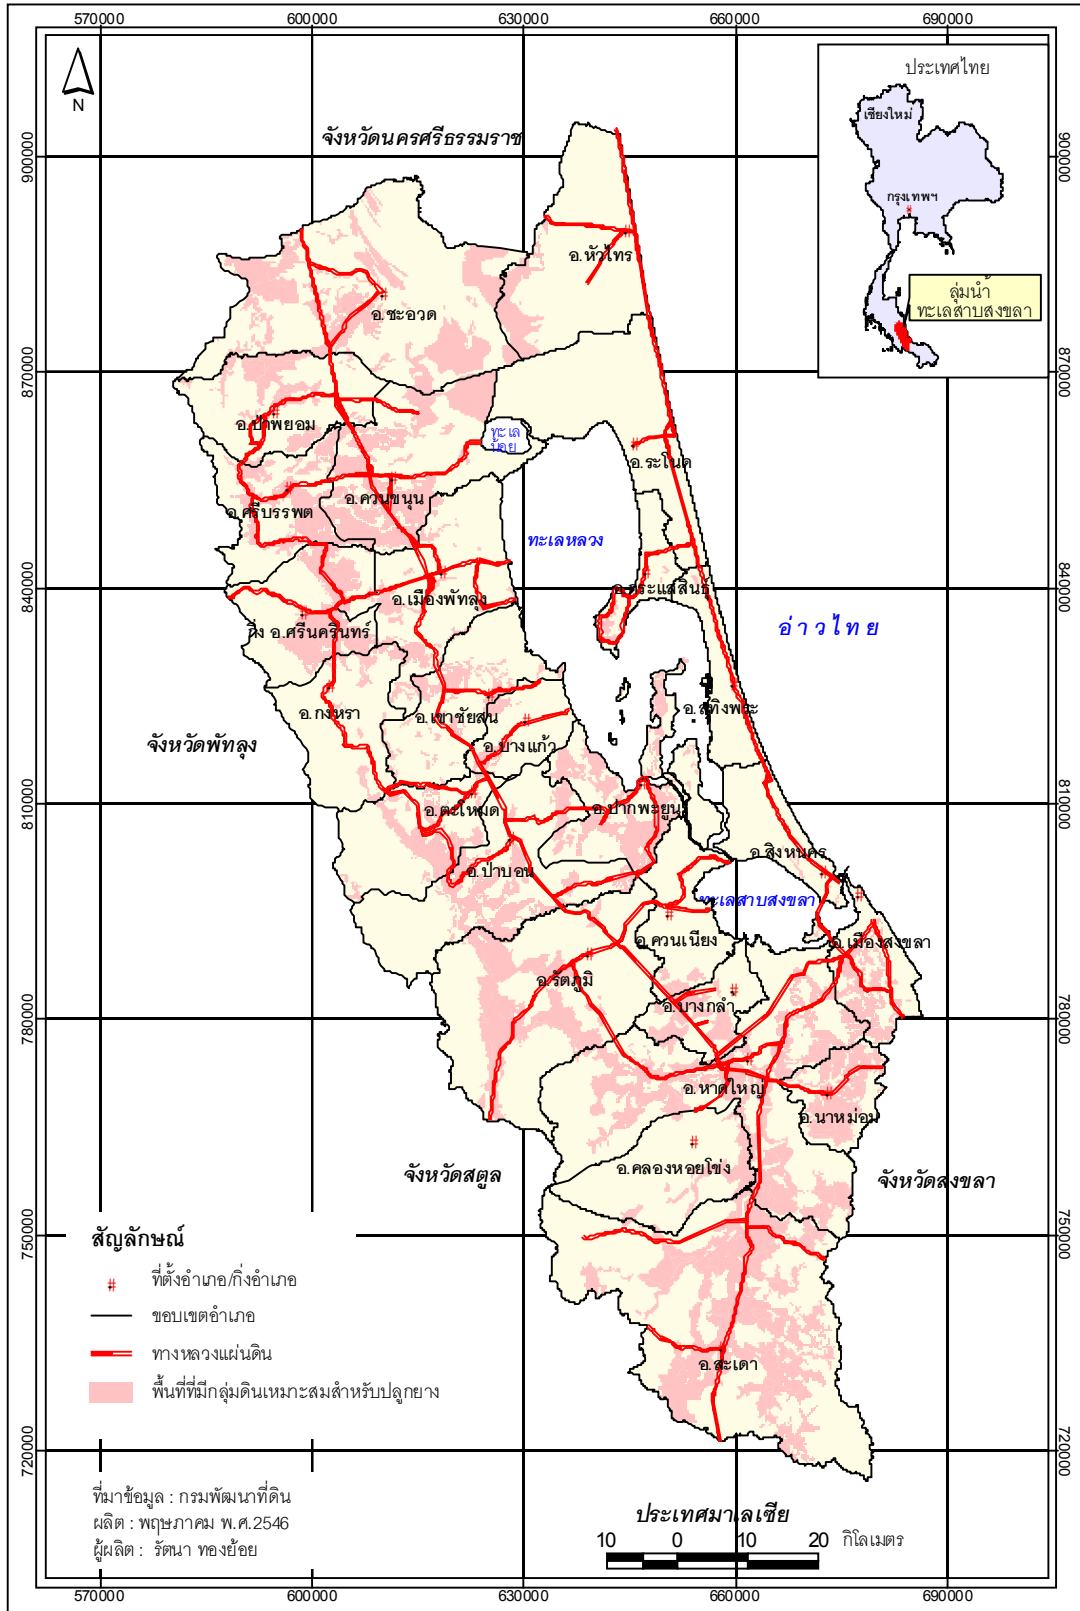 570000
600000
630000
660000
690000
N
ประเทศไทย
เชียงใหม่
กรุงเทพฯ
ลุ่มน้ำ
ทะเลสาบสงขลา
จังหวัดนครศรีธรรมราช
900000
900000
อ.หัวไทร
อ.ชะอวด
870000
870000
อ.ป่าพยอม
ทะเล
น้อย
อ.ระโนด
อ.ควนขนุน
อ.ศรีบรรพต
ทะเลหลวง
840000
840000
อ.กระแสสินธุ์
อ.เมืองพัทลุง
กิ่ง อ.ศรีนครินทร์
อ่าวไทย
อ.กงหรา
อ.เขาชัยสน
อ.สทิงพระ
จังหวัดพัทลุง
อ.บางแก้ว
810000
810000
อ.ตะโหมด
อ.ปากพะยูน
อ.สิงหนคร
อ.ป่าบอน
ทะเลสาบสงขลา
อ.ควนเนียง
อ.เมืองสงขลา
อ.รัตภูมิ
อ.บางกล่ำ
780000
780000
อ.หาดใหญ่
อ.นาหม่อม
จังหวัดสตูล
อ.คลองหอยโข่ง
จังหวัดสงขลา
750000
750000
สัญลักษณ์
ที่ตั้งอำเภอ/กิ่งอำเภอ
ขอบเขตอำเภอ
ทางหลวงแผ่นดิน
พื้นที่ที่มีกลุ่มดินเหมาะสมสำหรับปลูกยาง
อ.สะเดา
720000
720000
ที่มาข้อมูล : กรมพัฒนาที่ดิน
ผลิต : พฤษภาคม พ.ศ.2546
ผู้ผลิต : รัตนา ทองย้อย
ประเทศมาเลเซีย
10 0 10 20 กิโลเมตร
570000
600000
630000
660000
690000